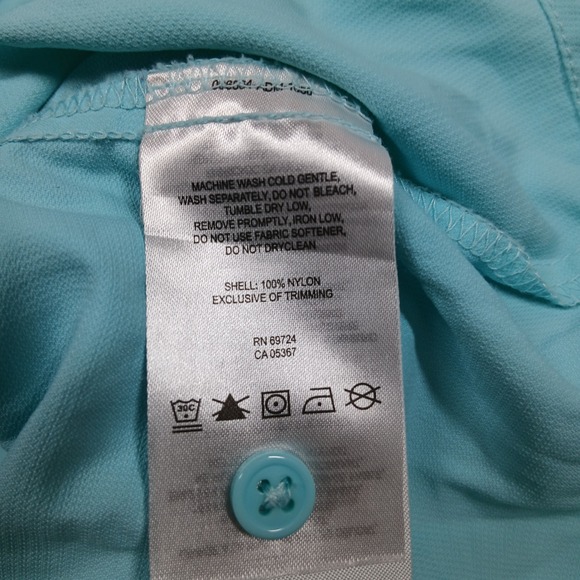 MACHINE WASH COLD GENTLE,
WASH SEPARATELY, DO NOT BLEACH,
TUMBLE DRY LOW,
REMOVE PROMPTLY, IRON LOW,
DO NOT USE FABRIC SOFTENER,
DO NOT DRYCLEAN
SHELL: 100% NYLON
EXCLUSIVE OF TRIMMING
RN 69724
CA 05367
30C